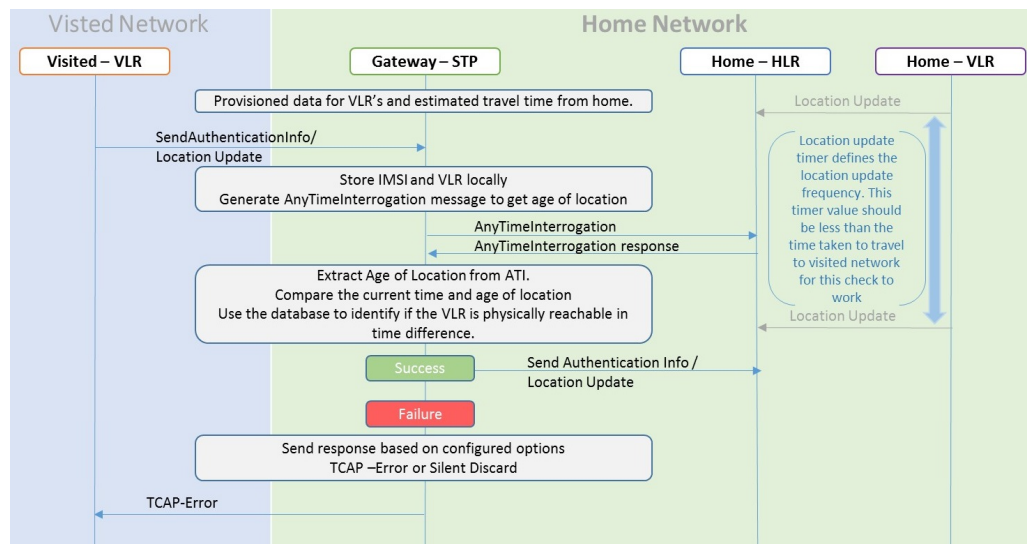 Visted Network
Home Network
Visited – VLR
Gateway – STP
Home – HLR
Home – VLR
Provisioned data for VLR's and estimated travel time from home.
Location Update
SendAuthenticationInfo/
Location Update
Location update
timer defines the
location update
frequency. This
timer value should
be less than the
time taken to travel
to visited network
for this check to
work
Store IMSI and VLR locally
Generate AnyTimeInterrogation message to get age of location
AnyTimeInterrogation
AnyTimeInterrogation response
Extract Age of Location from ATI.
Compare the current time and age of location
Use the database to identify if the VLR is physically reachable in
time difference.
Location Update
Success
Send Authentication Info /
Location Update
Failure
Send response based on configured options
TCAP –Error or Silent Discard
TCAP-Error